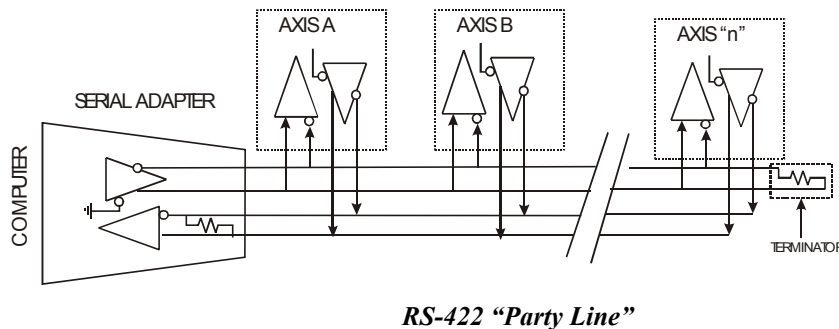 AXIS A
AXIS B
AXIS "n"
SERIAL ADAPTER
COMPUTER
TERMINATOR
RS-422 “Party Line”